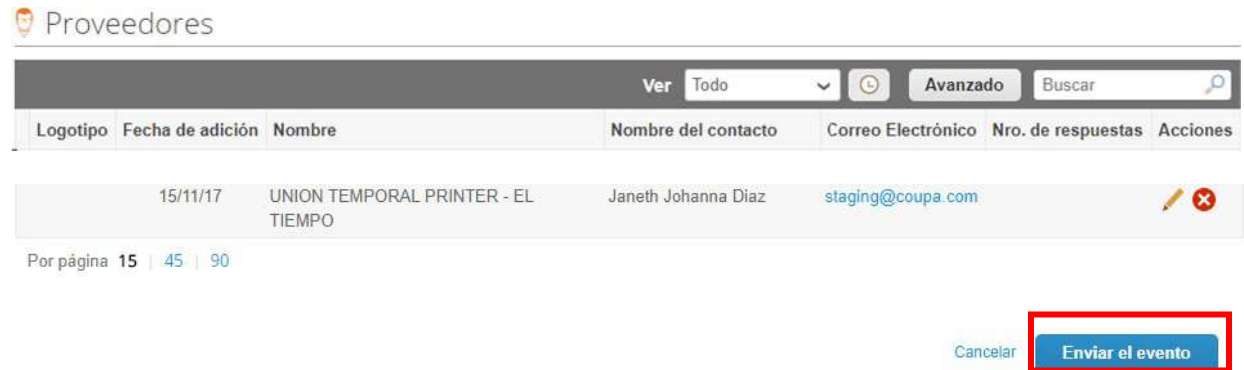 Proveedores
Ver Todo Avanzado Buscar
Logotipo Fecha de adición Nombre Nombre del contacto Correo Electrónico Nro. de respuestas Acciones
15/11/17 UNION TEMPORAL PRINTER - EL Janeth Johanna Diaz staging@coupa.com
TIEMPO
Por página 15 | 45 | 90
Cancelar Enviar el evento